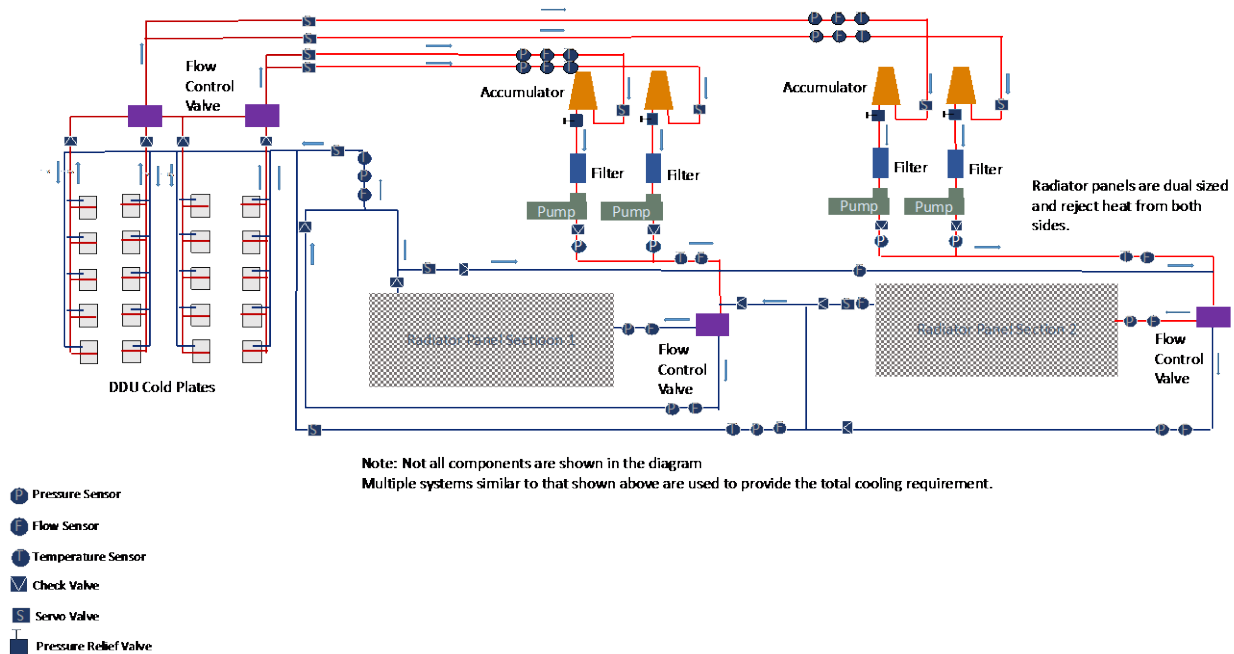 P F T
S
P F T
S
Flow
Control
Valve
S
P F T
S
P F T
Accumulator
S
S
Accumulator
S
S
S
T
P
F
Filter
Filter
Filter
Filter
Radiator panels are dual sized
and reject heat from both
sides.
Pump
Pump
Pump
Pump
P
P
P
P
T F
T F
S
F
S F
Radiator Panel Sectioon 1
P F
Radiator Panel Section 2
P F
Flow
Control
Valve
Flow
Control
Valve
DDU Cold Plates
P F
S
T P F
P F
Note: Not all components are shown in the diagram
Multiple systems similar to that shown above are used to provide the total cooling requirement.
P Pressure Sensor
F Flow Sensor
T Temperature Sensor
Check Valve
S Servo Valve
Pressure Relief Valve